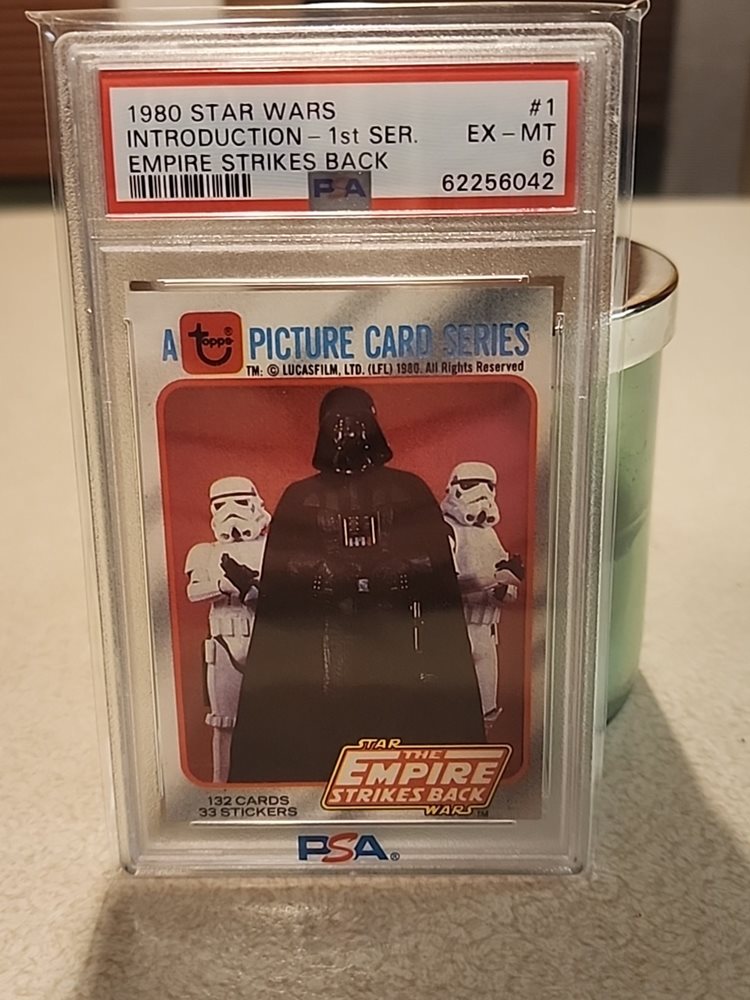 1980 STAR WARS #1
INTRODUCTION – 1st SER. EX – MT
EMPIRE STRIKES BACK 6
PSA 62256042
A topps® PICTURE CARD SERIES
TM: © LUCASFILM, LTD. (LFL) 1980. All Rights Reserved
STAR
THE
EMPIRE
STRIKES BACK
WARS TM
132 CARDS
33 STICKERS
PSA®